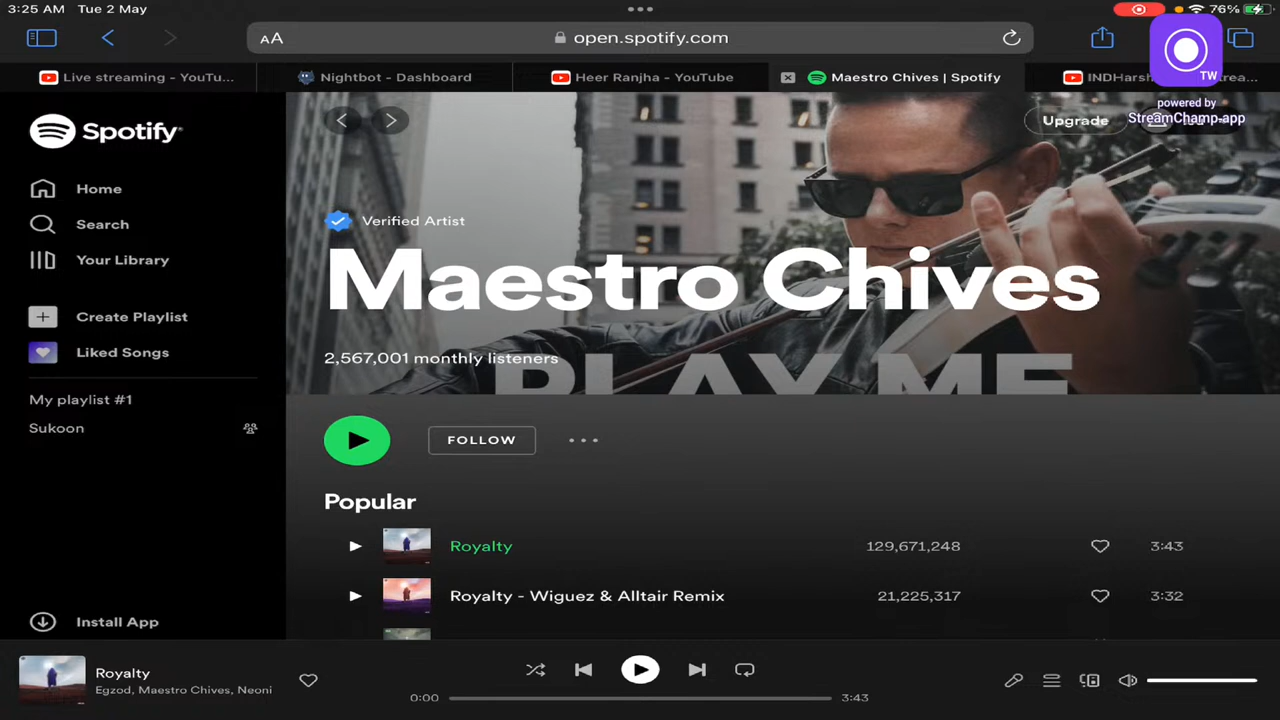 3:25 AM Tue 2 May
76%
AA
open.spotify.com
Live streaming - YouTu...
Nightbot - Dashboard
Heer Ranjha - YouTube
Maestro Chives | Spotify
TW
powered by
StreamChamp-app
Spotify
Upgrade
Home
Search
Your Library
Create Playlist
Liked Songs
My playlist #1
Sukoon
Install App
Verified Artist
Maestro Chives
2,567,001 monthly listeners
PLAY ME
FOLLOW
Popular
Royalty 129,671,248 3:43
Royalty - Wiguez & Alltair Remix 21,225,317 3:32
Royalty
Egzod, Maestro Chives, Neoni
0:00
3:43